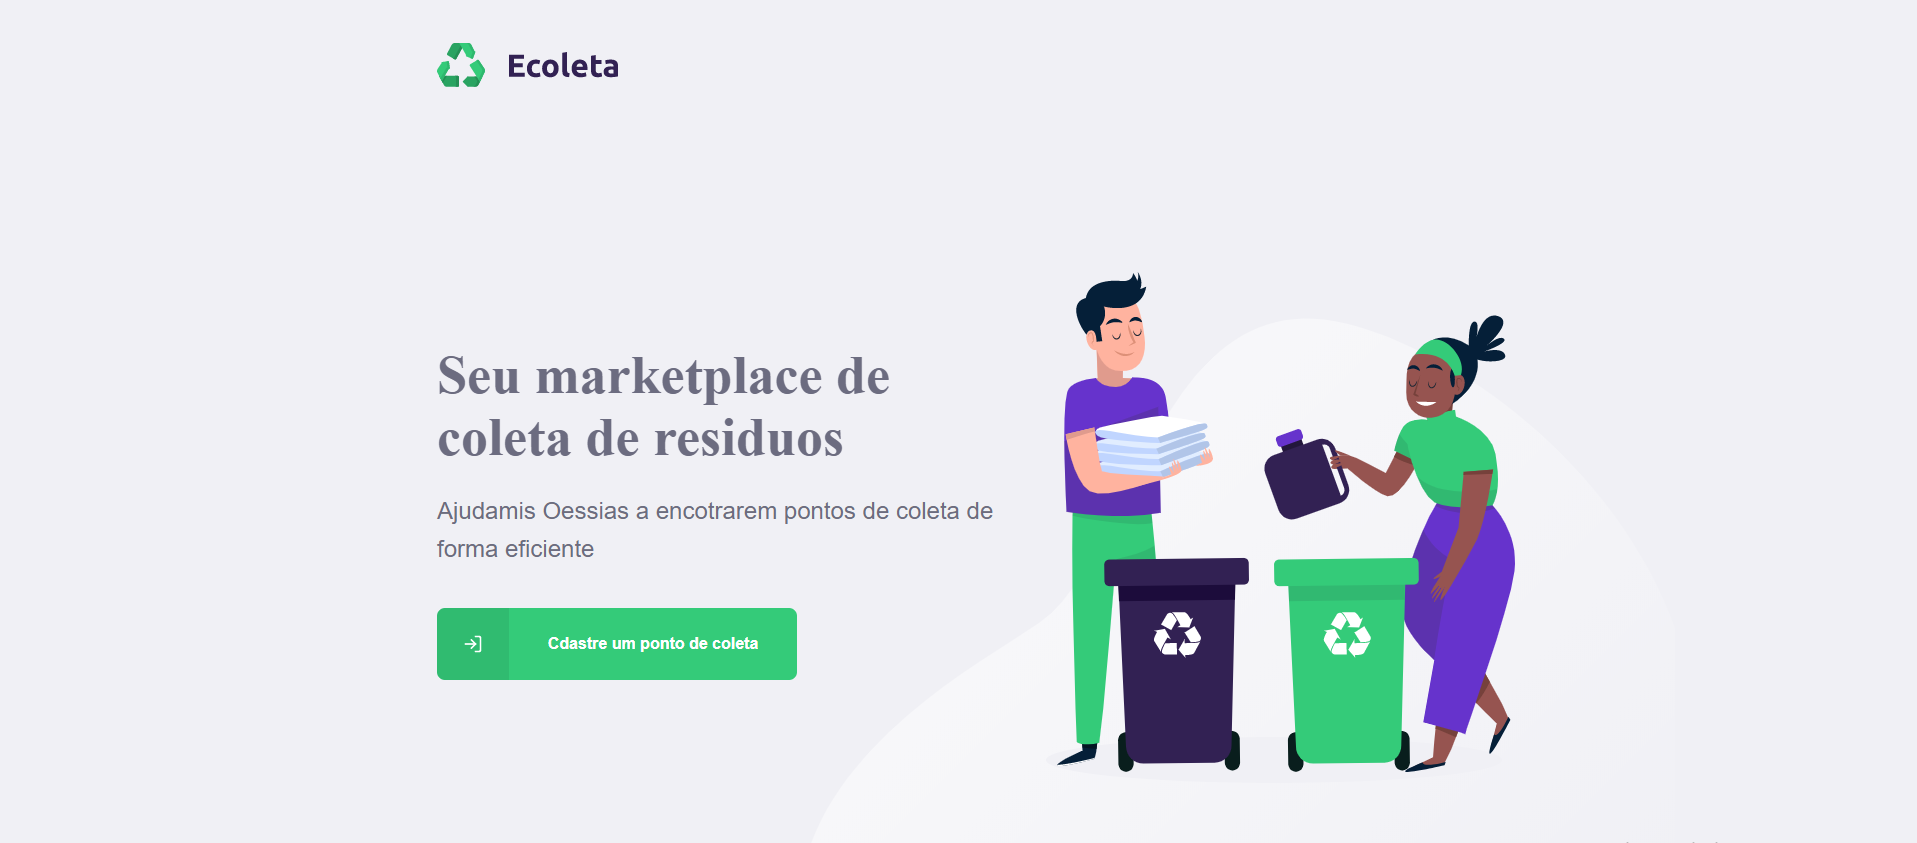 Ecoleta
Seu marketplace de
coleta de residuos
Ajudamis Oessias a encotrarem pontos de coleta de
forma eficiente
Cdastre um ponto de coleta